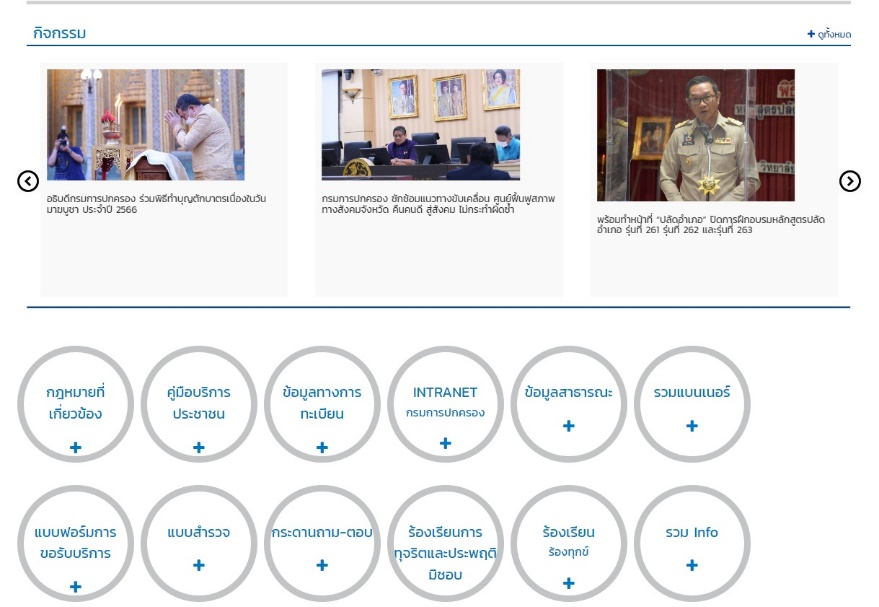 กิจกรรม
+ ดูทั้งหมด
อธิบดีกรมการปกครอง ร่วมพิธีทำบุญตักบาตรเนื่องในวัน
มาฆบูชา ประจำปี 2566
กรมการปกครอง ซักซ้อมแนวทางขับเคลื่อน ศูนย์ฟื้นฟูสภาพ
ทางสังคมจังหวัด คืนคนดี สู่สังคม ไม่กระทำผิดซ้ำ
พร้อมทำหน้าที่ "ปลัดอำเภอ" ปิดการฝึกอบรมหลักสูตรปลัด
อำเภอ รุ่นที่ 261 รุ่นที่ 262 และรุ่นที่ 263
กฎหมายที่
เกี่ยวข้อง
+
คู่มือบริการ
ประชาชน
+
ข้อมูลทางการ
ทะเบียน
+
INTRANET
กรมการปกครอง
+
ข้อมูลสาธารณะ
+
รวมแบนเนอร์
+
แบบฟอร์มการ
ขอรับบริการ
+
แบบสำรวจ
+
กระดานถาม-ตอบ
+
ร้องเรียนการ
ทุจริตและประพฤติ
มิชอบ
ร้องเรียน
ร้องทุกข์
+
รวม Info
+